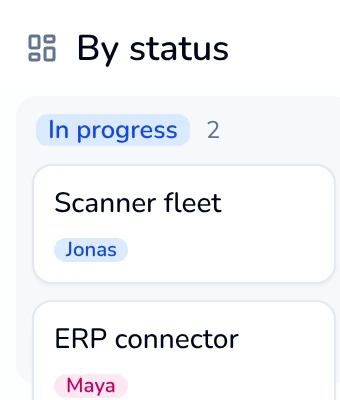 By status
In progress 2
Scanner fleet
Jonas
ERP connector
Maya